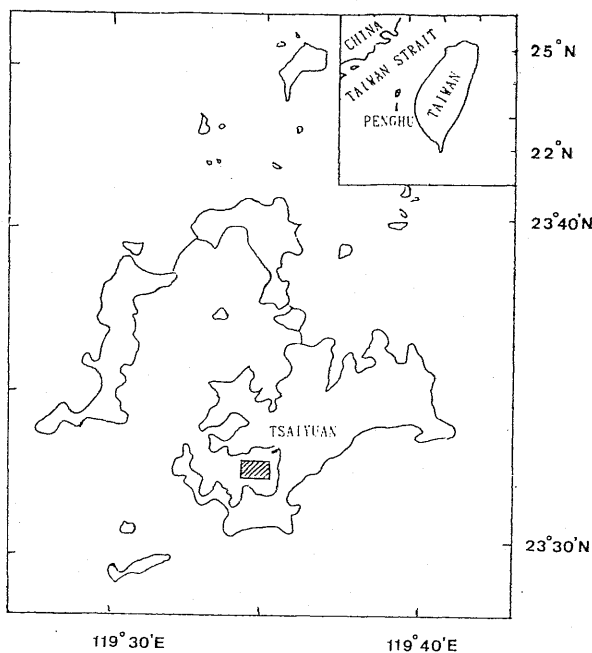 CHINA
TAIWAN STRAIT
TAIWAN
PENGHU
25°N
22°N
23°40'N
TSAIYUAN
23°30'N
119°30'E
119°40'E